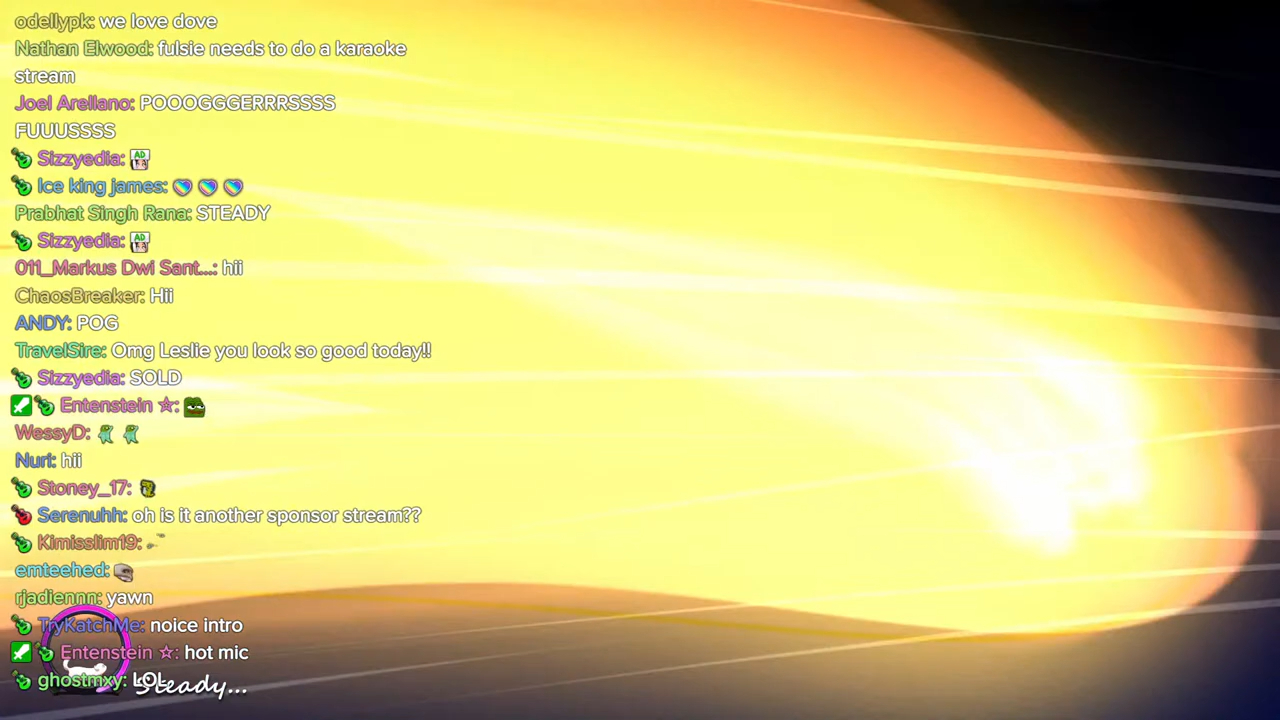 odellypk: we love dove
Nathan Elwood: fulsie needs to do a karaoke
stream
Joel Arellano: POOOGGGERRRSSSS
FUUUSSSS
Sizzyedia: AD
Ice king james:
Prabhat Singh Rana: STEADY
Sizzyedia: AD
011_Markus Dwi Sant...: hii
ChaosBreaker: Hii
ANDY: POG
TravelSire: Omg Leslie you look so good today!!
Sizzyedia: SOLD
Entenstein ☆:
WessyD:
Nuri: hii
Stoney_17:
Serenuhh: oh is it another sponsor stream??
Kimisslim19:
emteehed:
rjadiennn: yawn
TryKatchMe: noice intro
Entenstein ☆: hot mic
ghostmxy: LOL
Steady...